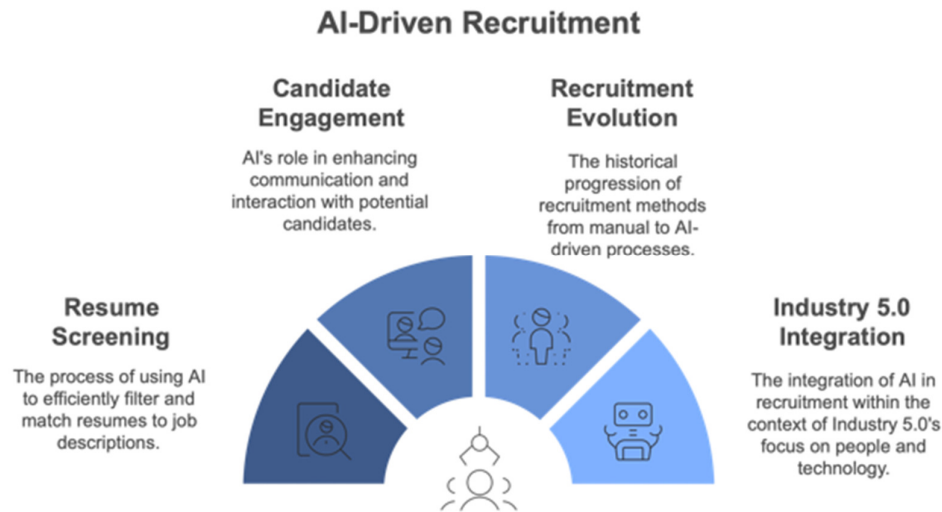 AI-Driven Recruitment
Candidate
Engagement
AI's role in enhancing
communication and
interaction with potential
candidates.
Recruitment
Evolution
The historical
progression of
recruitment methods
from manual to AI-
driven processes.
Resume
Screening
The process of using AI
to efficiently filter and
match resumes to job
descriptions.
Industry 5.0
Integration
The integration of AI in
recruitment within the
context of Industry 5.0's
focus on people and
technology.